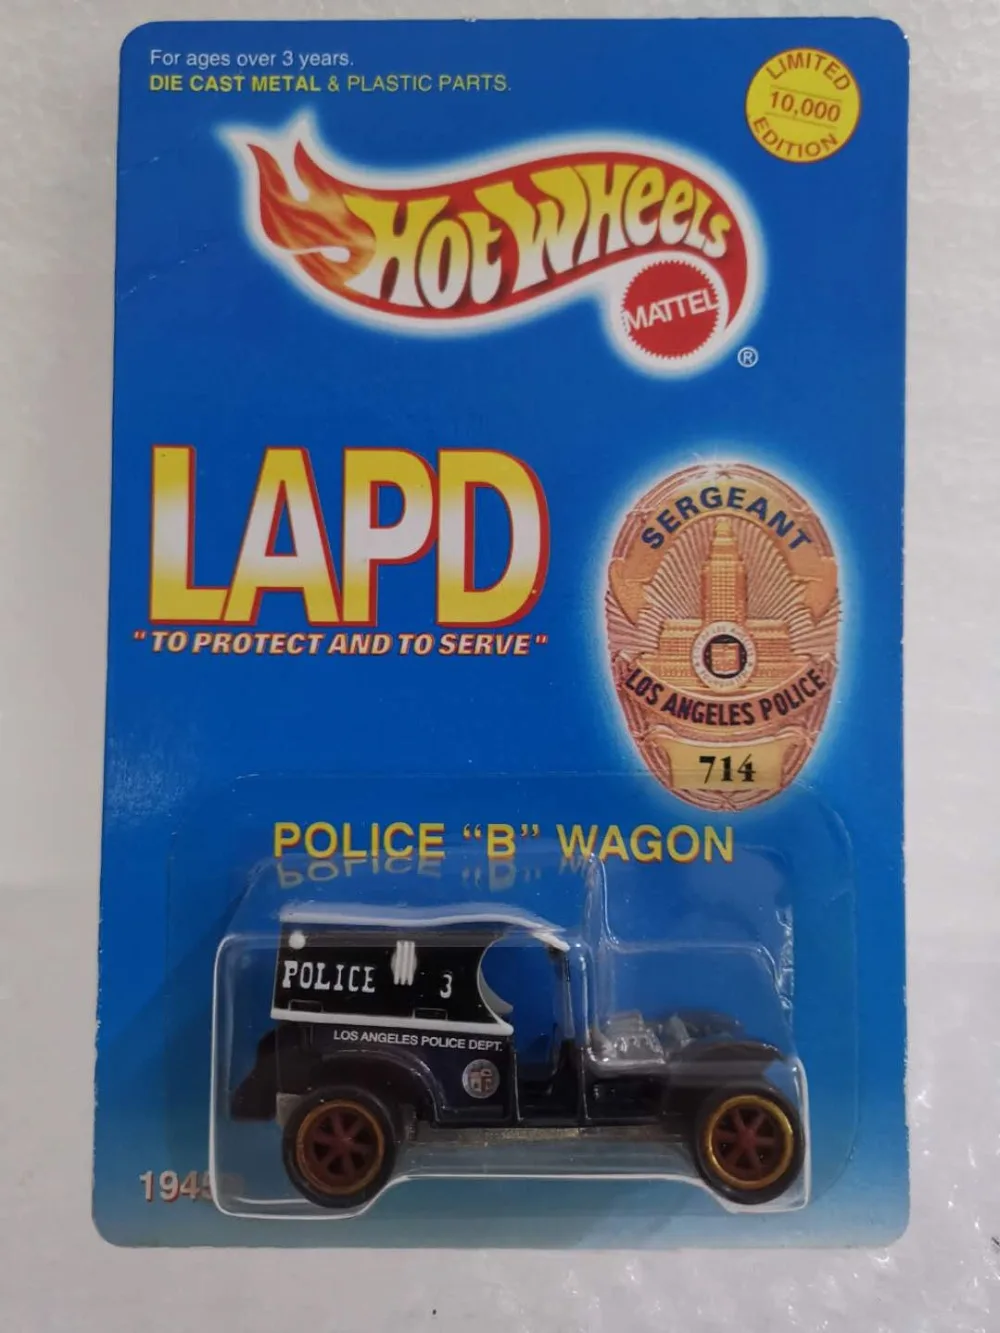 For ages over 3 years.
DIE CAST METAL & PLASTIC PARTS.
LIMITED
10,000
EDITION
HOT WHEELS
MATTEL
®
LAPD
"TO PROTECT AND TO SERVE"
SERGEANT
LOS ANGELES POLICE
714
POLICE "B" WAGON
POLICE 3
LOS ANGELES POLICE DEPT.